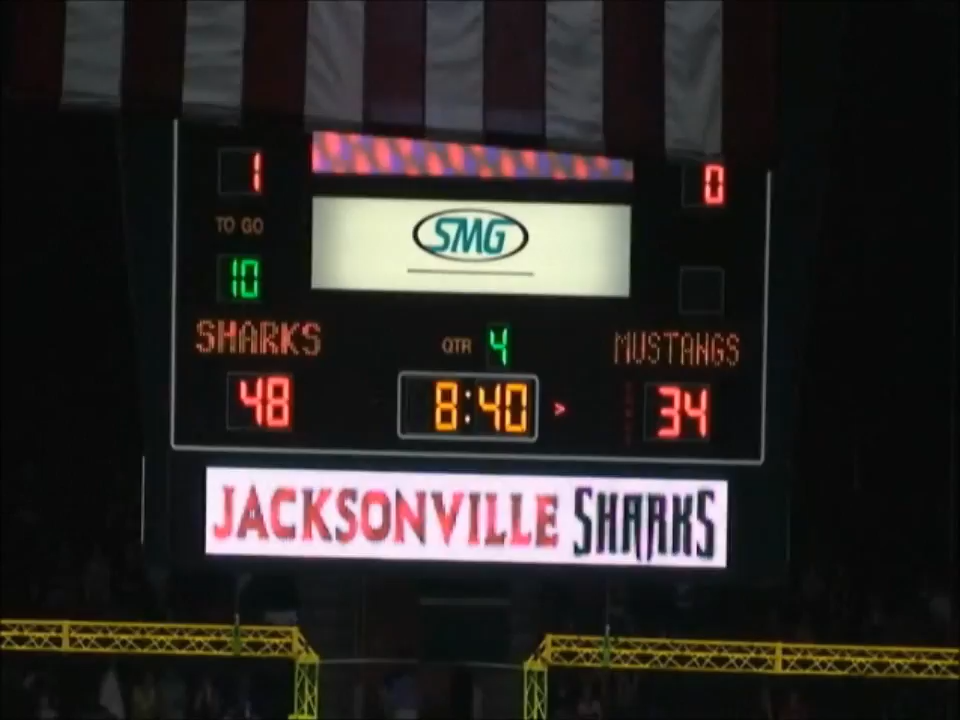 1
0
TO GO
SMG
10
SHARKS
QTR 4
MUSTANGS
48
8:40 >
34
JACKSONVILLE SHARKS